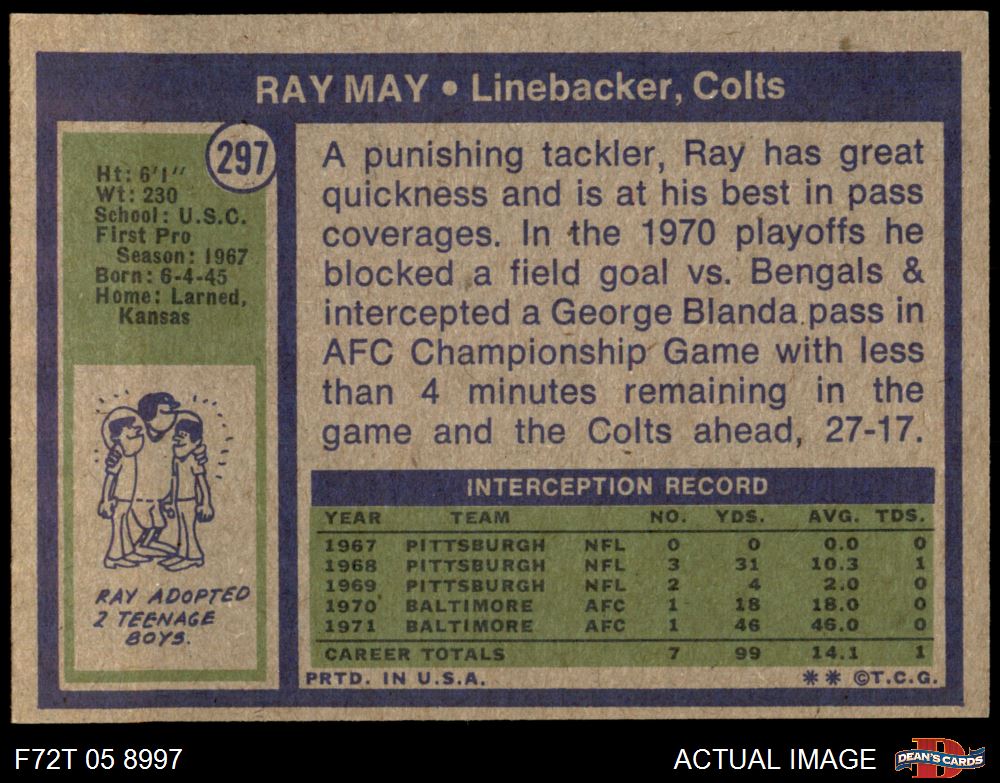 RAY MAY • Linebacker, Colts
297
Ht: 6'1"
Wt: 230
School: U.S.C.
First Pro
Season: 1967
Born: 6-4-45
Home: Larned,
Kansas
RAY ADOPTED
2 TEENAGE
BOYS.
A punishing tackler, Ray has great
quickness and is at his best in pass
coverages. In the 1970 playoffs he
blocked a field goal vs. Bengals &
intercepted a George Blanda pass in
AFC Championship Game with less
than 4 minutes remaining in the
game and the Colts ahead, 27-17.
INTERCEPTION RECORD
YEAR TEAM NO. YDS. AVG. TDS.
1967 PITTSBURGH NFL 0 0 0.0 0
1968 PITTSBURGH NFL 3 31 10.3 1
1969 PITTSBURGH NFL 2 4 2.0 0
1970 BALTIMORE AFC 1 18 18.0 0
1971 BALTIMORE AFC 1 46 46.0 0
CAREER TOTALS 7 99 14.1 1
PRTD. IN U.S.A. ** ©T.C.G.
F72T 05 8997 ACTUAL IMAGE
D
DEAN'S CARDS